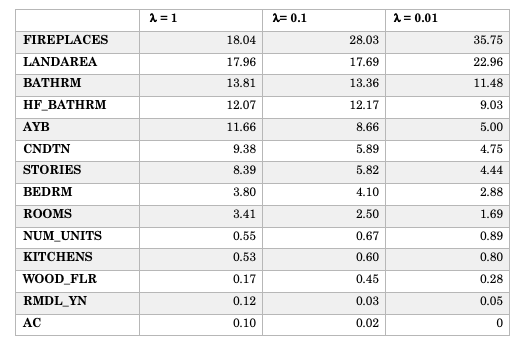 λ = 1 λ= 0.1 λ = 0.01
FIREPLACES 18.04 28.03 35.75
LANDAREA 17.96 17.69 22.96
BATHRM 13.81 13.36 11.48
HF_BATHRM 12.07 12.17 9.03
AYB 11.66 8.66 5.00
CNDTN 9.38 5.89 4.75
STORIES 8.39 5.82 4.44
BEDRM 3.80 4.10 2.88
ROOMS 3.41 2.50 1.69
NUM_UNITS 0.55 0.67 0.89
KITCHENS 0.53 0.60 0.80
WOOD_FLR 0.17 0.45 0.28
RMDL_YN 0.12 0.03 0.05
AC 0.10 0.02 0